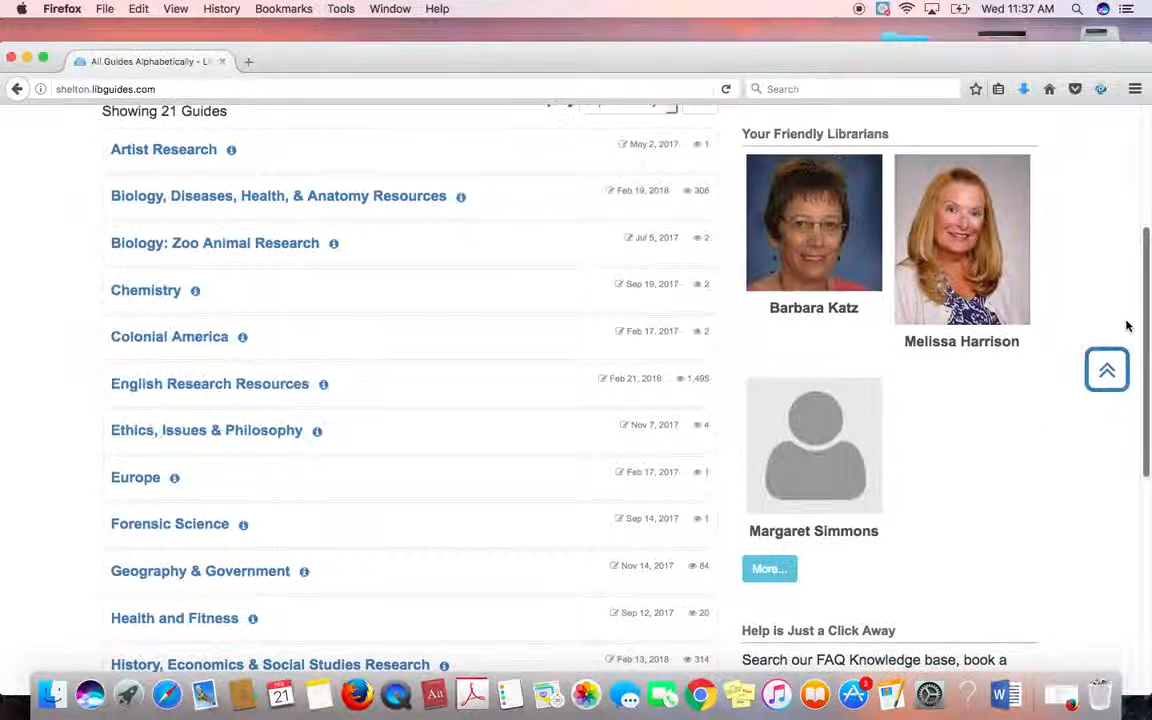 Firefox File Edit View History Bookmarks Tools Window Help Wed 11:37 AM
All Guides Alphabetically - Li
shelton.libguides.com Search
Showing 21 Guides
Your Friendly Librarians
Artist Research May 2, 2017 1
Biology, Diseases, Health, & Anatomy Resources Feb 19, 2018 306
Biology: Zoo Animal Research Jul 5, 2017 2
Chemistry Sep 19, 2017 2
Barbara Katz
Colonial America Feb 17, 2017 2
Melissa Harrison
English Research Resources Feb 21, 2018 1,495
Ethics, Issues & Philosophy Nov 7, 2017 4
Europe Feb 17, 2017 1
Forensic Science Sep 14, 2017 1
Margaret Simmons
Geography & Government Nov 14, 2017 84
More...
Health and Fitness Sep 12, 2017 20
Help is Just a Click Away
History, Economics & Social Studies Research Feb 13, 2018 314
Search our FAQ Knowledge base, book a
FEB
21
Aa
3
W